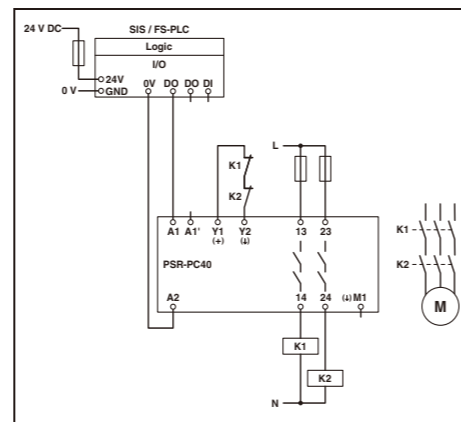 24 V DC
SIS / FS-PLC
Logic
I/O
24V
0V DO DO DI
0 V
GND
L
K1
K2
A1 A1' Y1 Y2 13 23
(+) (↓)
PSR-PC40
K1
K2
M
A2 14 24 (↓) M1
K1
K2
N